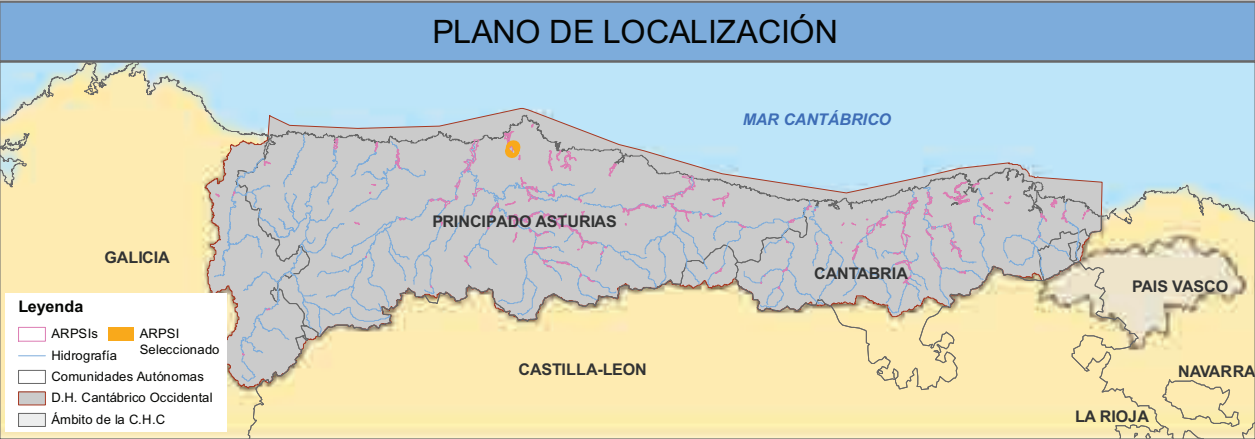 PLANO DE LOCALIZACIÓN
MAR CANTÁBRICO
PRINCIPADO ASTURIAS
GALICIA
CANTABRIA
PAIS VASCO
Leyenda
ARPSIs
ARPSI
Seleccionado
Hidrografía
Comunidades Autónomas
D.H. Cantábrico Occidental
Ámbito de la C.H.C
CASTILLA-LEON
NAVARRA
LA RIOJA